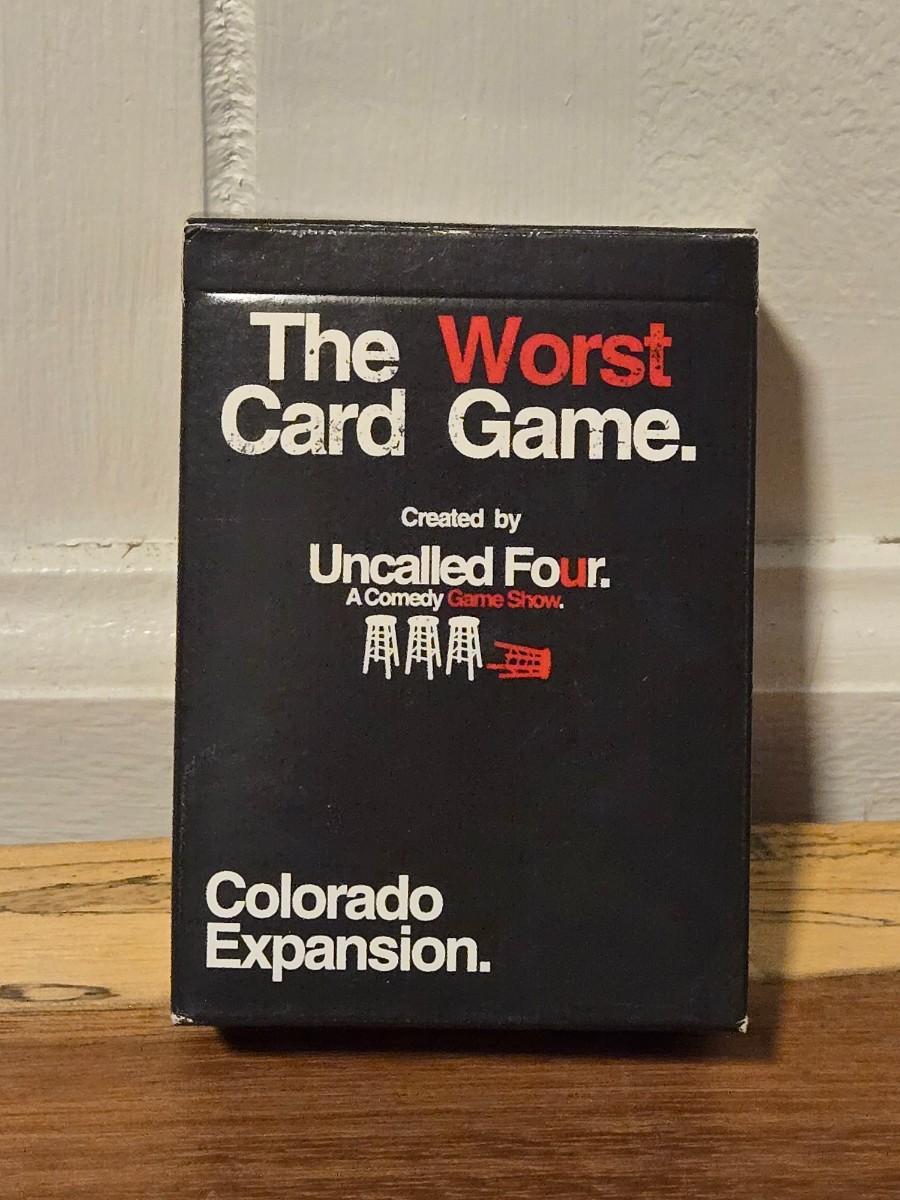 The Worst
Card Game.
Created by
Uncalled Four.
A Comedy Game Show.
Colorado
Expansion.